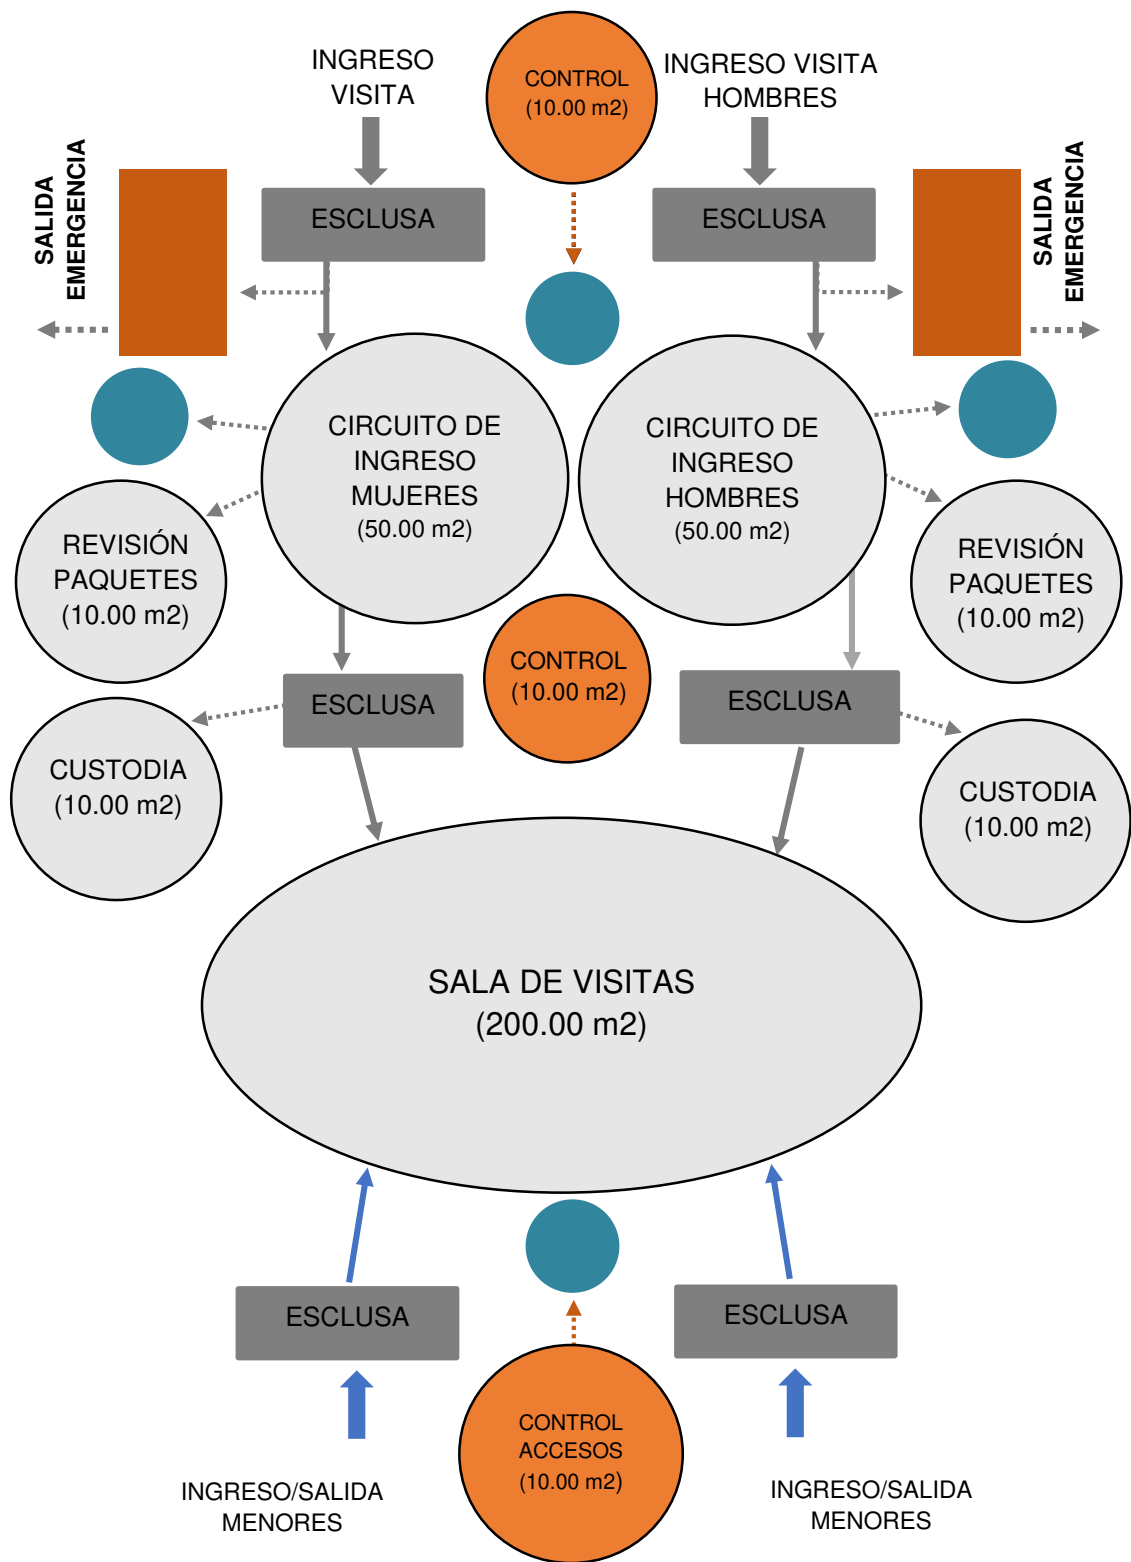 INGRESO
VISITA
CONTROL
(10.00 m2)
INGRESO VISITA
HOMBRES
SALIDA
EMERGENCIA
ESCLUSA
ESCLUSA
SALIDA
EMERGENCIA
CIRCUITO DE
INGRESO
MUJERES
(50.00 m2)
CIRCUITO DE
INGRESO
HOMBRES
(50.00 m2)
REVISIÓN
PAQUETES
(10.00 m2)
REVISIÓN
PAQUETES
(10.00 m2)
CONTROL
(10.00 m2)
ESCLUSA
ESCLUSA
CUSTODIA
(10.00 m2)
CUSTODIA
(10.00 m2)
SALA DE VISITAS
(200.00 m2)
ESCLUSA
ESCLUSA
CONTROL
ACCESOS
(10.00 m2)
INGRESO/SALIDA
MENORES
INGRESO/SALIDA
MENORES